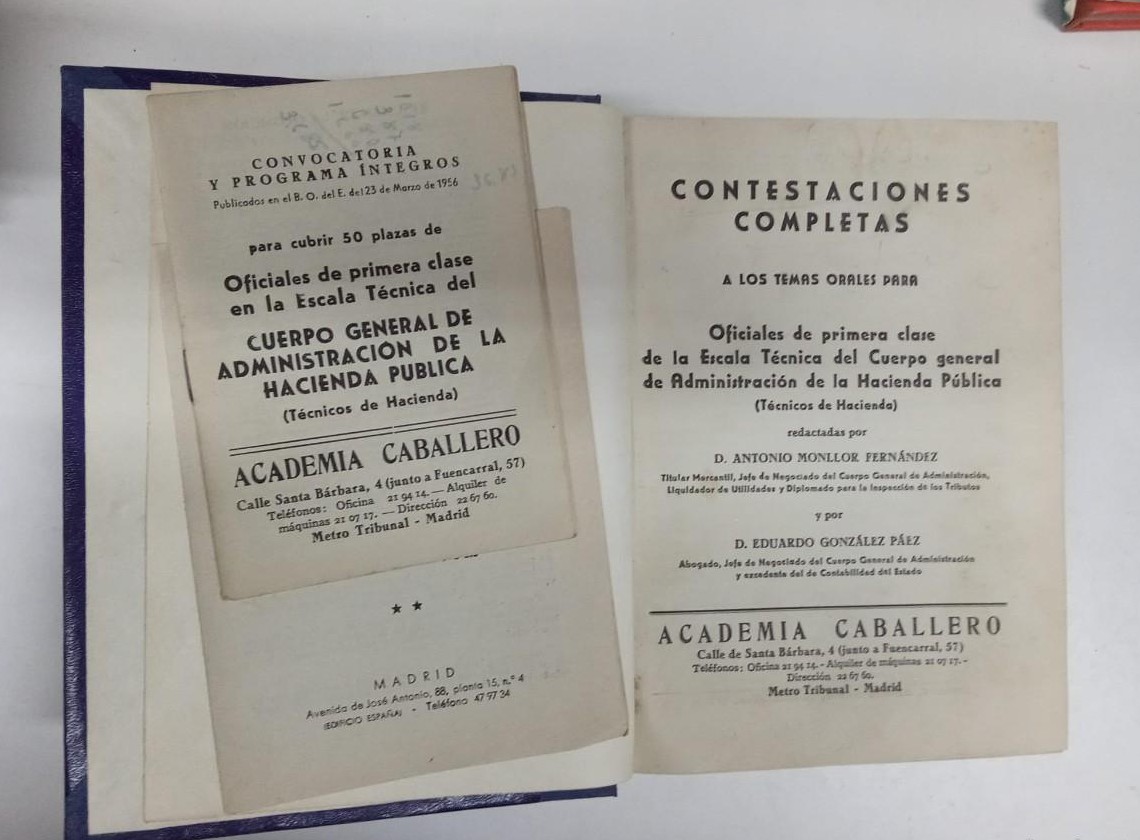 CONVOCATORIA
Y PROGRAMA ÍNTEGROS
Publicados en el B. O. del E. del 23 de Marzo de 1956
para cubrir 50 plazas de
Oficiales de primera clase
en la Escala Técnica del
CUERPO GENERAL DE
ADMINISTRACIÓN DE LA
HACIENDA PUBLICA
(Técnicos de Hacienda)
ACADEMIA CABALLERO
Calle Santa Bárbara, 4 (junto a Fuencarral, 57)
Teléfonos: Oficina 21 94 14. — Alquiler de
máquinas 21 07 17. — Dirección 22 67 60.
Metro Tribunal - Madrid
★ ★
MADRID
Avenida de José Antonio, 88, planta 15, n.º 4
(EDIFICIO ESPAÑA) - Teléfono 47 97 34
CONTESTACIONES
COMPLETAS
A LOS TEMAS ORALES PARA
Oficiales de primera clase
de la Escala Técnica del Cuerpo general
de Administración de la Hacienda Pública
(Técnicos de Hacienda)
redactadas por
D. ANTONIO MONLLOR FERNÁNDEZ
Titular Mercantil, Jefe de Negociado del Cuerpo General de Administración,
Liquidador de Utilidades y Diplomado para la Inspección de los Tributos
y por
D. EDUARDO GONZÁLEZ PÁEZ
Abogado, Jefe de Negociado del Cuerpo General de Administración
y excedente del de Contabilidad del Estado
ACADEMIA CABALLERO
Calle de Santa Bárbara, 4 (junto a Fuencarral, 57)
Teléfonos: Oficina 21 94 14. - Alquiler de máquinas 21 07 17. -
Dirección 22 67 60.
Metro Tribunal - Madrid